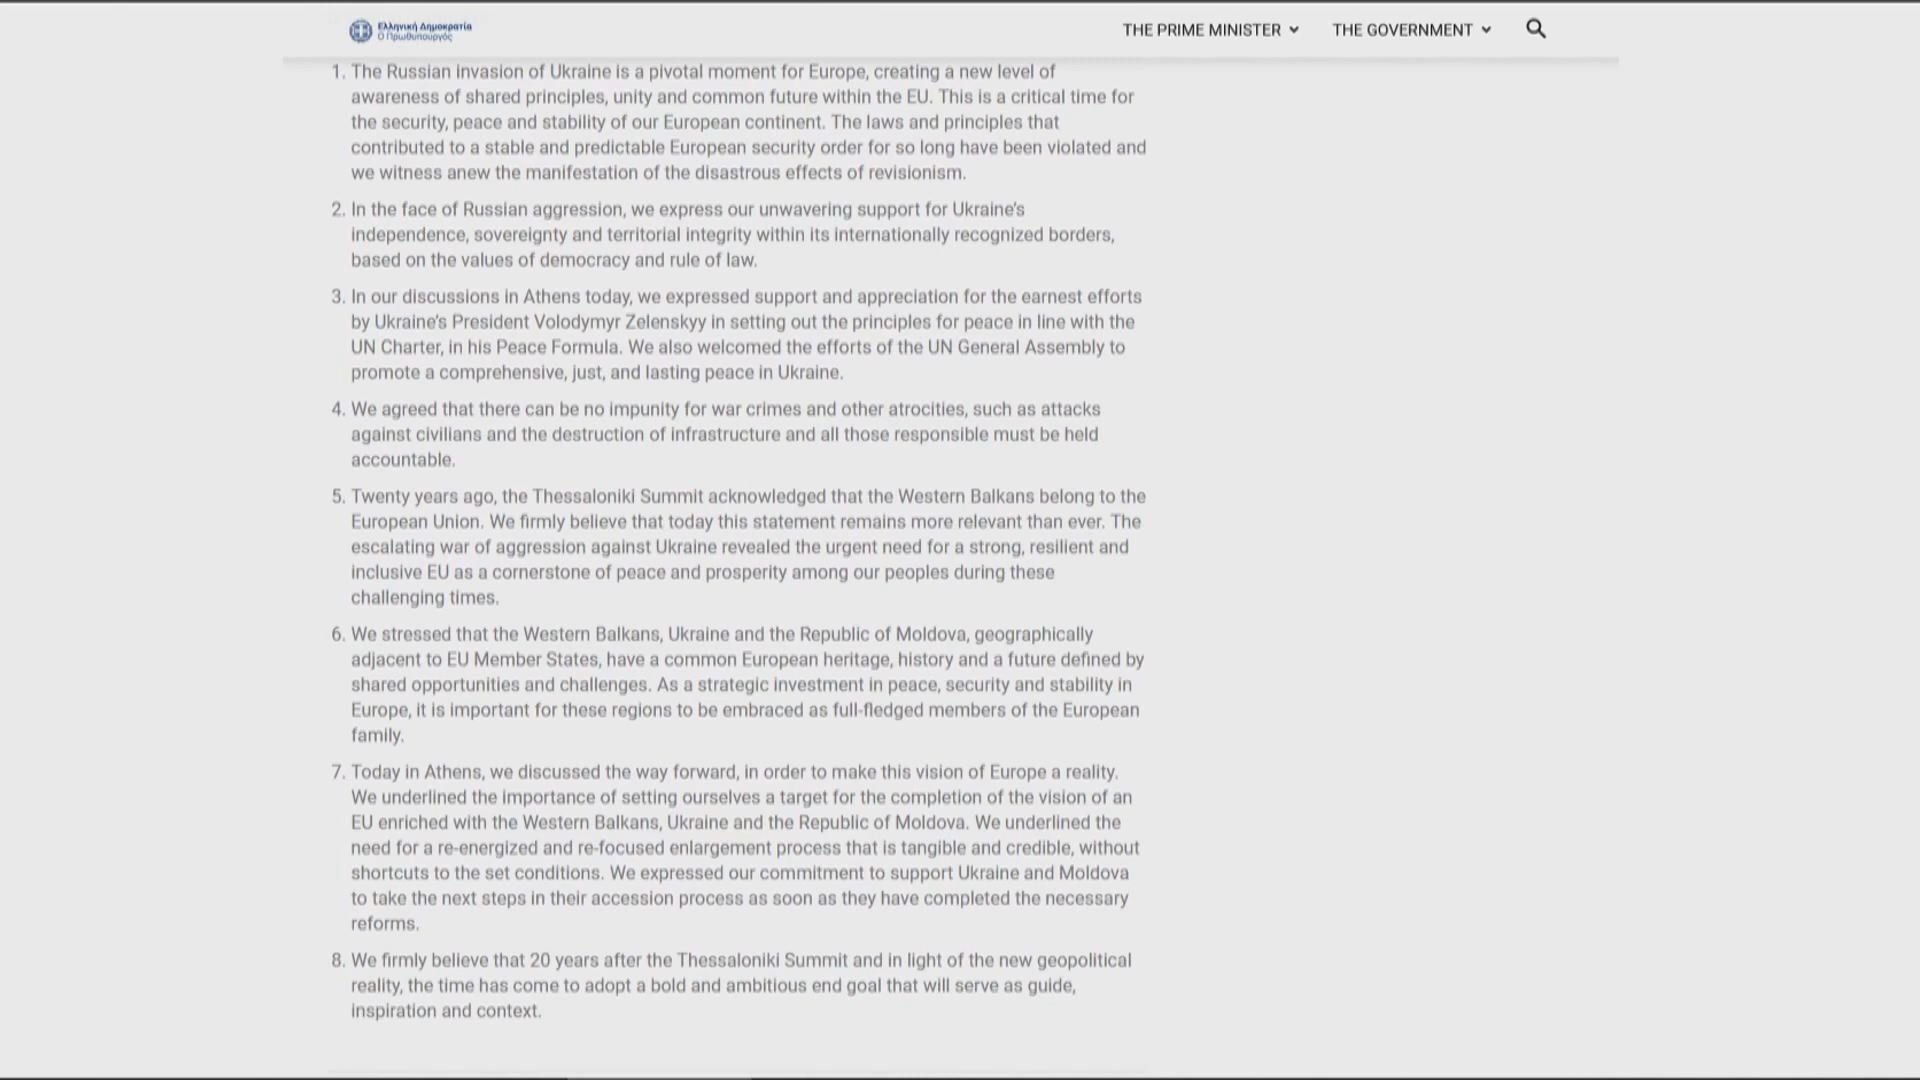 Ελληνική Δημοκρατία
Ο Πρωθυπουργός
THE PRIME MINISTER
THE GOVERNMENT
1. The Russian invasion of Ukraine is a pivotal moment for Europe, creating a new level of
awareness of shared principles, unity and common future within the EU. This is a critical time for
the security, peace and stability of our European continent. The laws and principles that
contributed to a stable and predictable European security order for so long have been violated and
we witness anew the manifestation of the disastrous effects of revisionism.
2. In the face of Russian aggression, we express our unwavering support for Ukraine's
independence, sovereignty and territorial integrity within its internationally recognized borders,
based on the values of democracy and rule of law.
3. In our discussions in Athens today, we expressed support and appreciation for the earnest efforts
by Ukraine's President Volodymyr Zelenskyy in setting out the principles for peace in line with the
UN Charter, in his Peace Formula. We also welcomed the efforts of the UN General Assembly to
promote a comprehensive, just, and lasting peace in Ukraine.
4. We agreed that there can be no impunity for war crimes and other atrocities, such as attacks
against civilians and the destruction of infrastructure and all those responsible must be held
accountable.
5. Twenty years ago, the Thessaloniki Summit acknowledged that the Western Balkans belong to the
European Union. We firmly believe that today this statement remains more relevant than ever. The
escalating war of aggression against Ukraine revealed the urgent need for a strong, resilient and
inclusive EU as a cornerstone of peace and prosperity among our peoples during these
challenging times.
6. We stressed that the Western Balkans, Ukraine and the Republic of Moldova, geographically
adjacent to EU Member States, have a common European heritage, history and a future defined by
shared opportunities and challenges. As a strategic investment in peace, security and stability in
Europe, it is important for these regions to be embraced as full-fledged members of the European
family.
7. Today in Athens, we discussed the way forward, in order to make this vision of Europe a reality.
We underlined the importance of setting ourselves a target for the completion of the vision of an
EU enriched with the Western Balkans, Ukraine and the Republic of Moldova. We underlined the
need for a re-energized and re-focused enlargement process that is tangible and credible, without
shortcuts to the set conditions. We expressed our commitment to support Ukraine and Moldova
to take the next steps in their accession process as soon as they have completed the necessary
reforms.
8. We firmly believe that 20 years after the Thessaloniki Summit and in light of the new geopolitical
reality, the time has come to adopt a bold and ambitious end goal that will serve as guide,
inspiration and context.